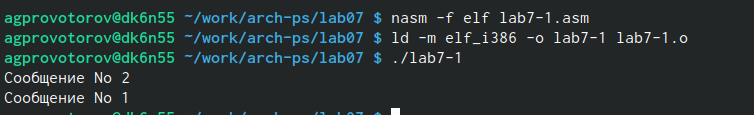 agprovotorov@dk6n55 ~/work/arch-ps/lab07 $ nasm -f elf lab7-1.asm
agprovotorov@dk6n55 ~/work/arch-ps/lab07 $ ld -m elf_i386 -o lab7-1 lab7-1.o
agprovotorov@dk6n55 ~/work/arch-ps/lab07 $ ./lab7-1
Сообщение No 2
Сообщение No 1
agprovotorov@dk6n55 ~/work/arch-ps/lab07 $